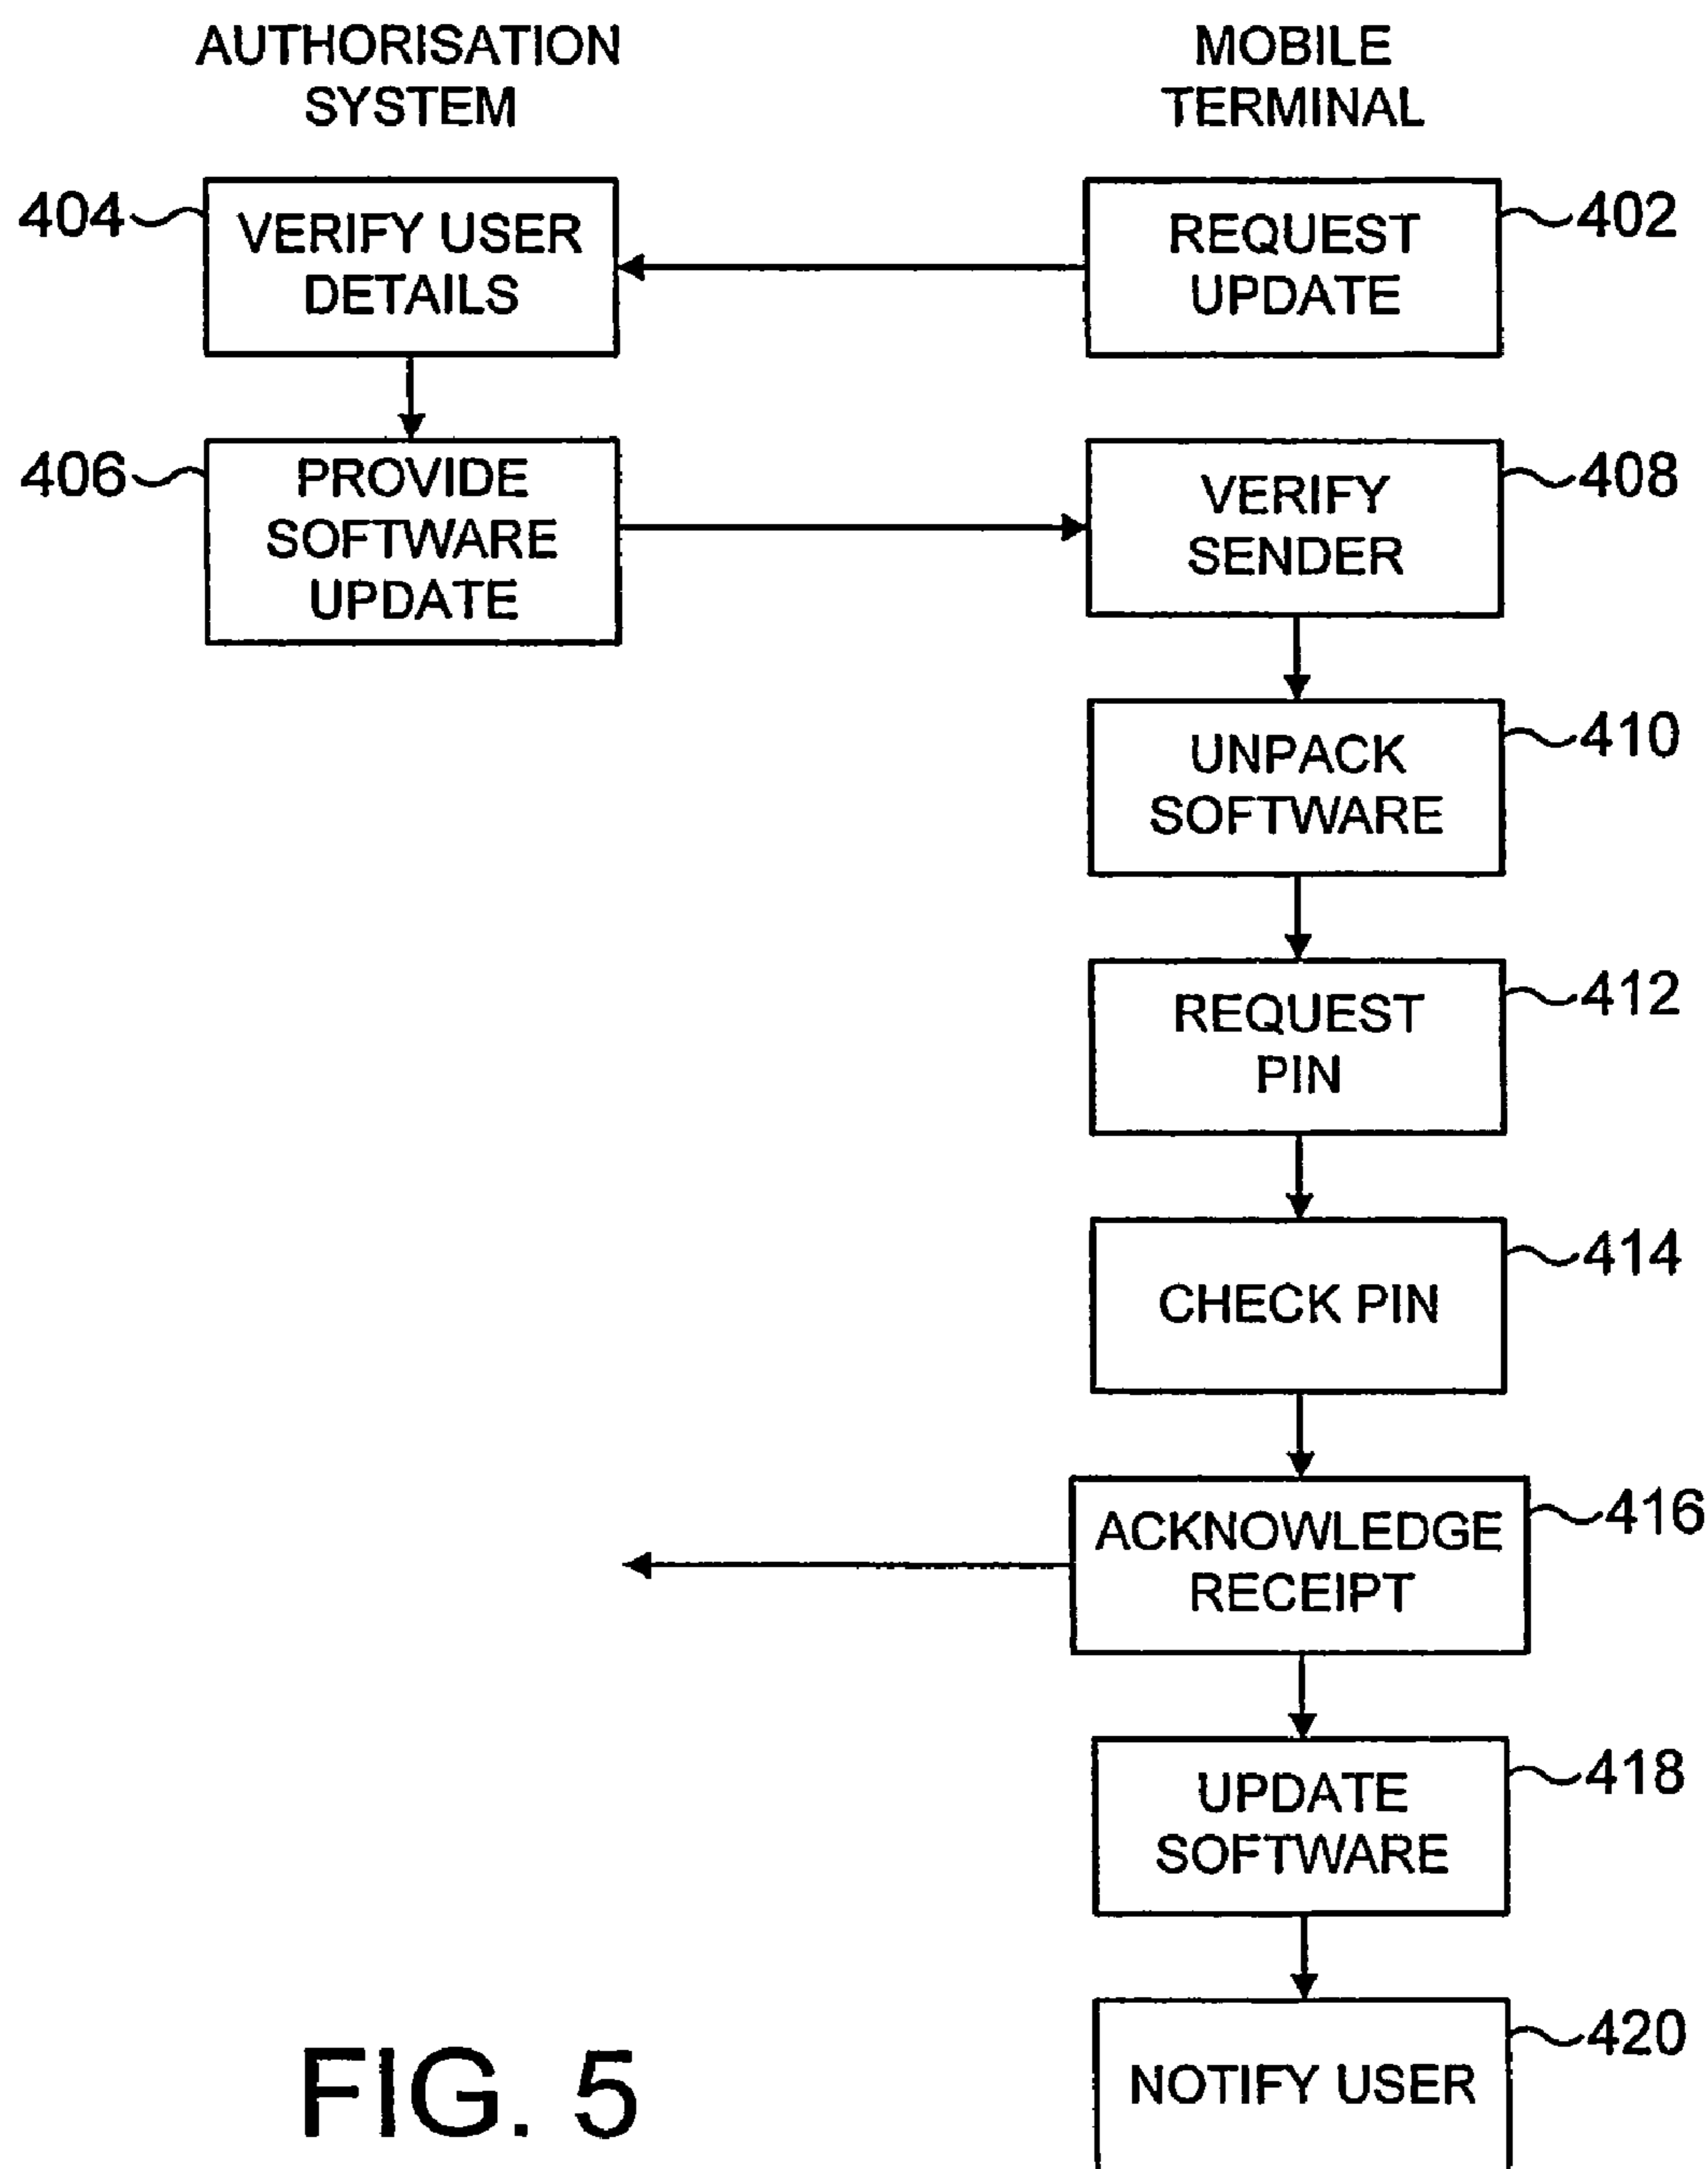 AUTHORISATION
SYSTEM
MOBILE
TERMINAL
404
VERIFY USER
DETAILS
REQUEST
UPDATE
402
406
PROVIDE
SOFTWARE
UPDATE
VERIFY
SENDER
408
UNPACK
SOFTWARE
410
REQUEST
PIN
412
CHECK PIN
414
ACKNOWLEDGE
RECEIPT
416
UPDATE
SOFTWARE
418
NOTIFY USER
420
FIG. 5